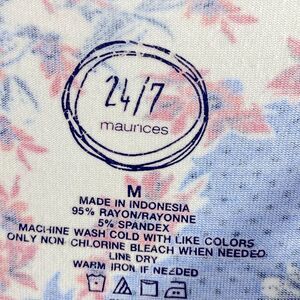 24/7
maurices
M
MADE IN INDONESIA
95% RAYON/RAYONNE
5% SPANDEX
MACHINE WASH COLD WITH LIKE COLORS
ONLY NON CHLORINE BLEACH WHEN NEEDED
LINE DRY
WARM IRON IF NEEDED